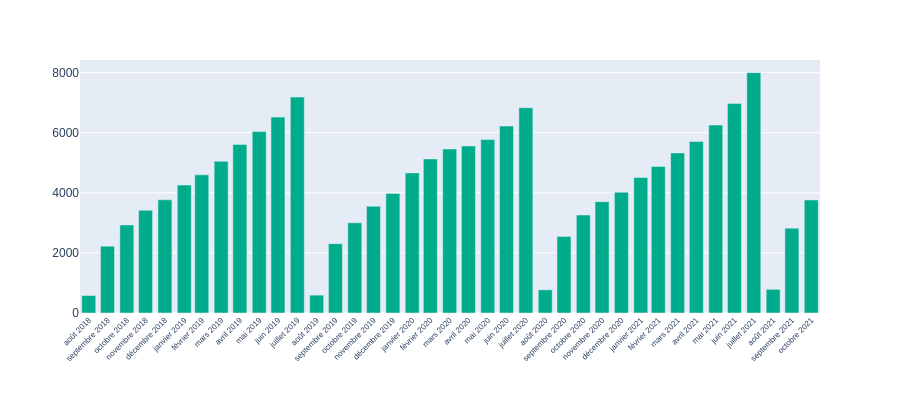 8000
6000
4000
2000
0
août 2018
septembre 2018
octobre 2018
novembre 2018
décembre 2018
janvier 2019
février 2019
mars 2019
avril 2019
mai 2019
juin 2019
juillet 2019
août 2019
septembre 2019
octobre 2019
novembre 2019
décembre 2019
janvier 2020
février 2020
mars 2020
avril 2020
mai 2020
juin 2020
juillet 2020
août 2020
septembre 2020
octobre 2020
novembre 2020
décembre 2020
janvier 2021
février 2021
mars 2021
avril 2021
mai 2021
juin 2021
juillet 2021
août 2021
septembre 2021
octobre 2021